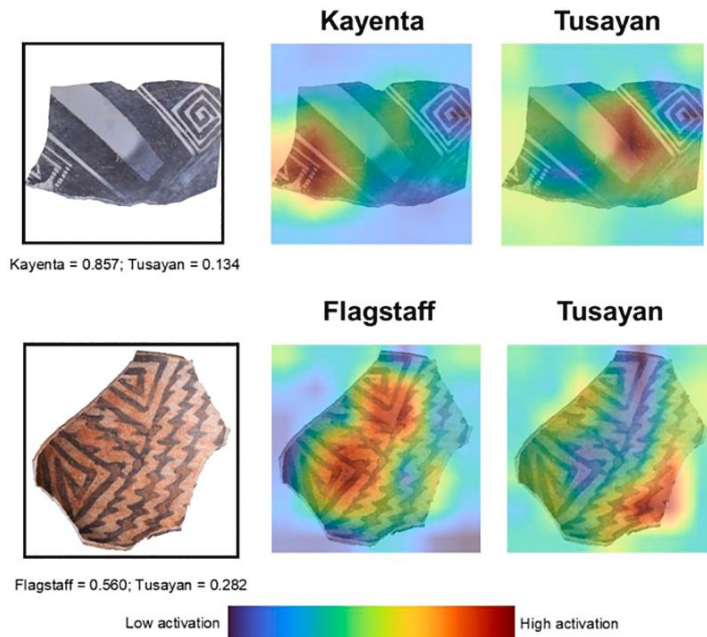 Kayenta Tusayan
Kayenta = 0.857; Tusayan = 0.134
Flagstaff Tusayan
Flagstaff = 0.560; Tusayan = 0.282
Low activation High activation